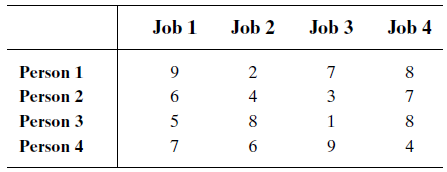 Job 1 Job 2 Job 3 Job 4
Person 1 9 2 7 8
Person 2 6 4 3 7
Person 3 5 8 1 8
Person 4 7 6 9 4